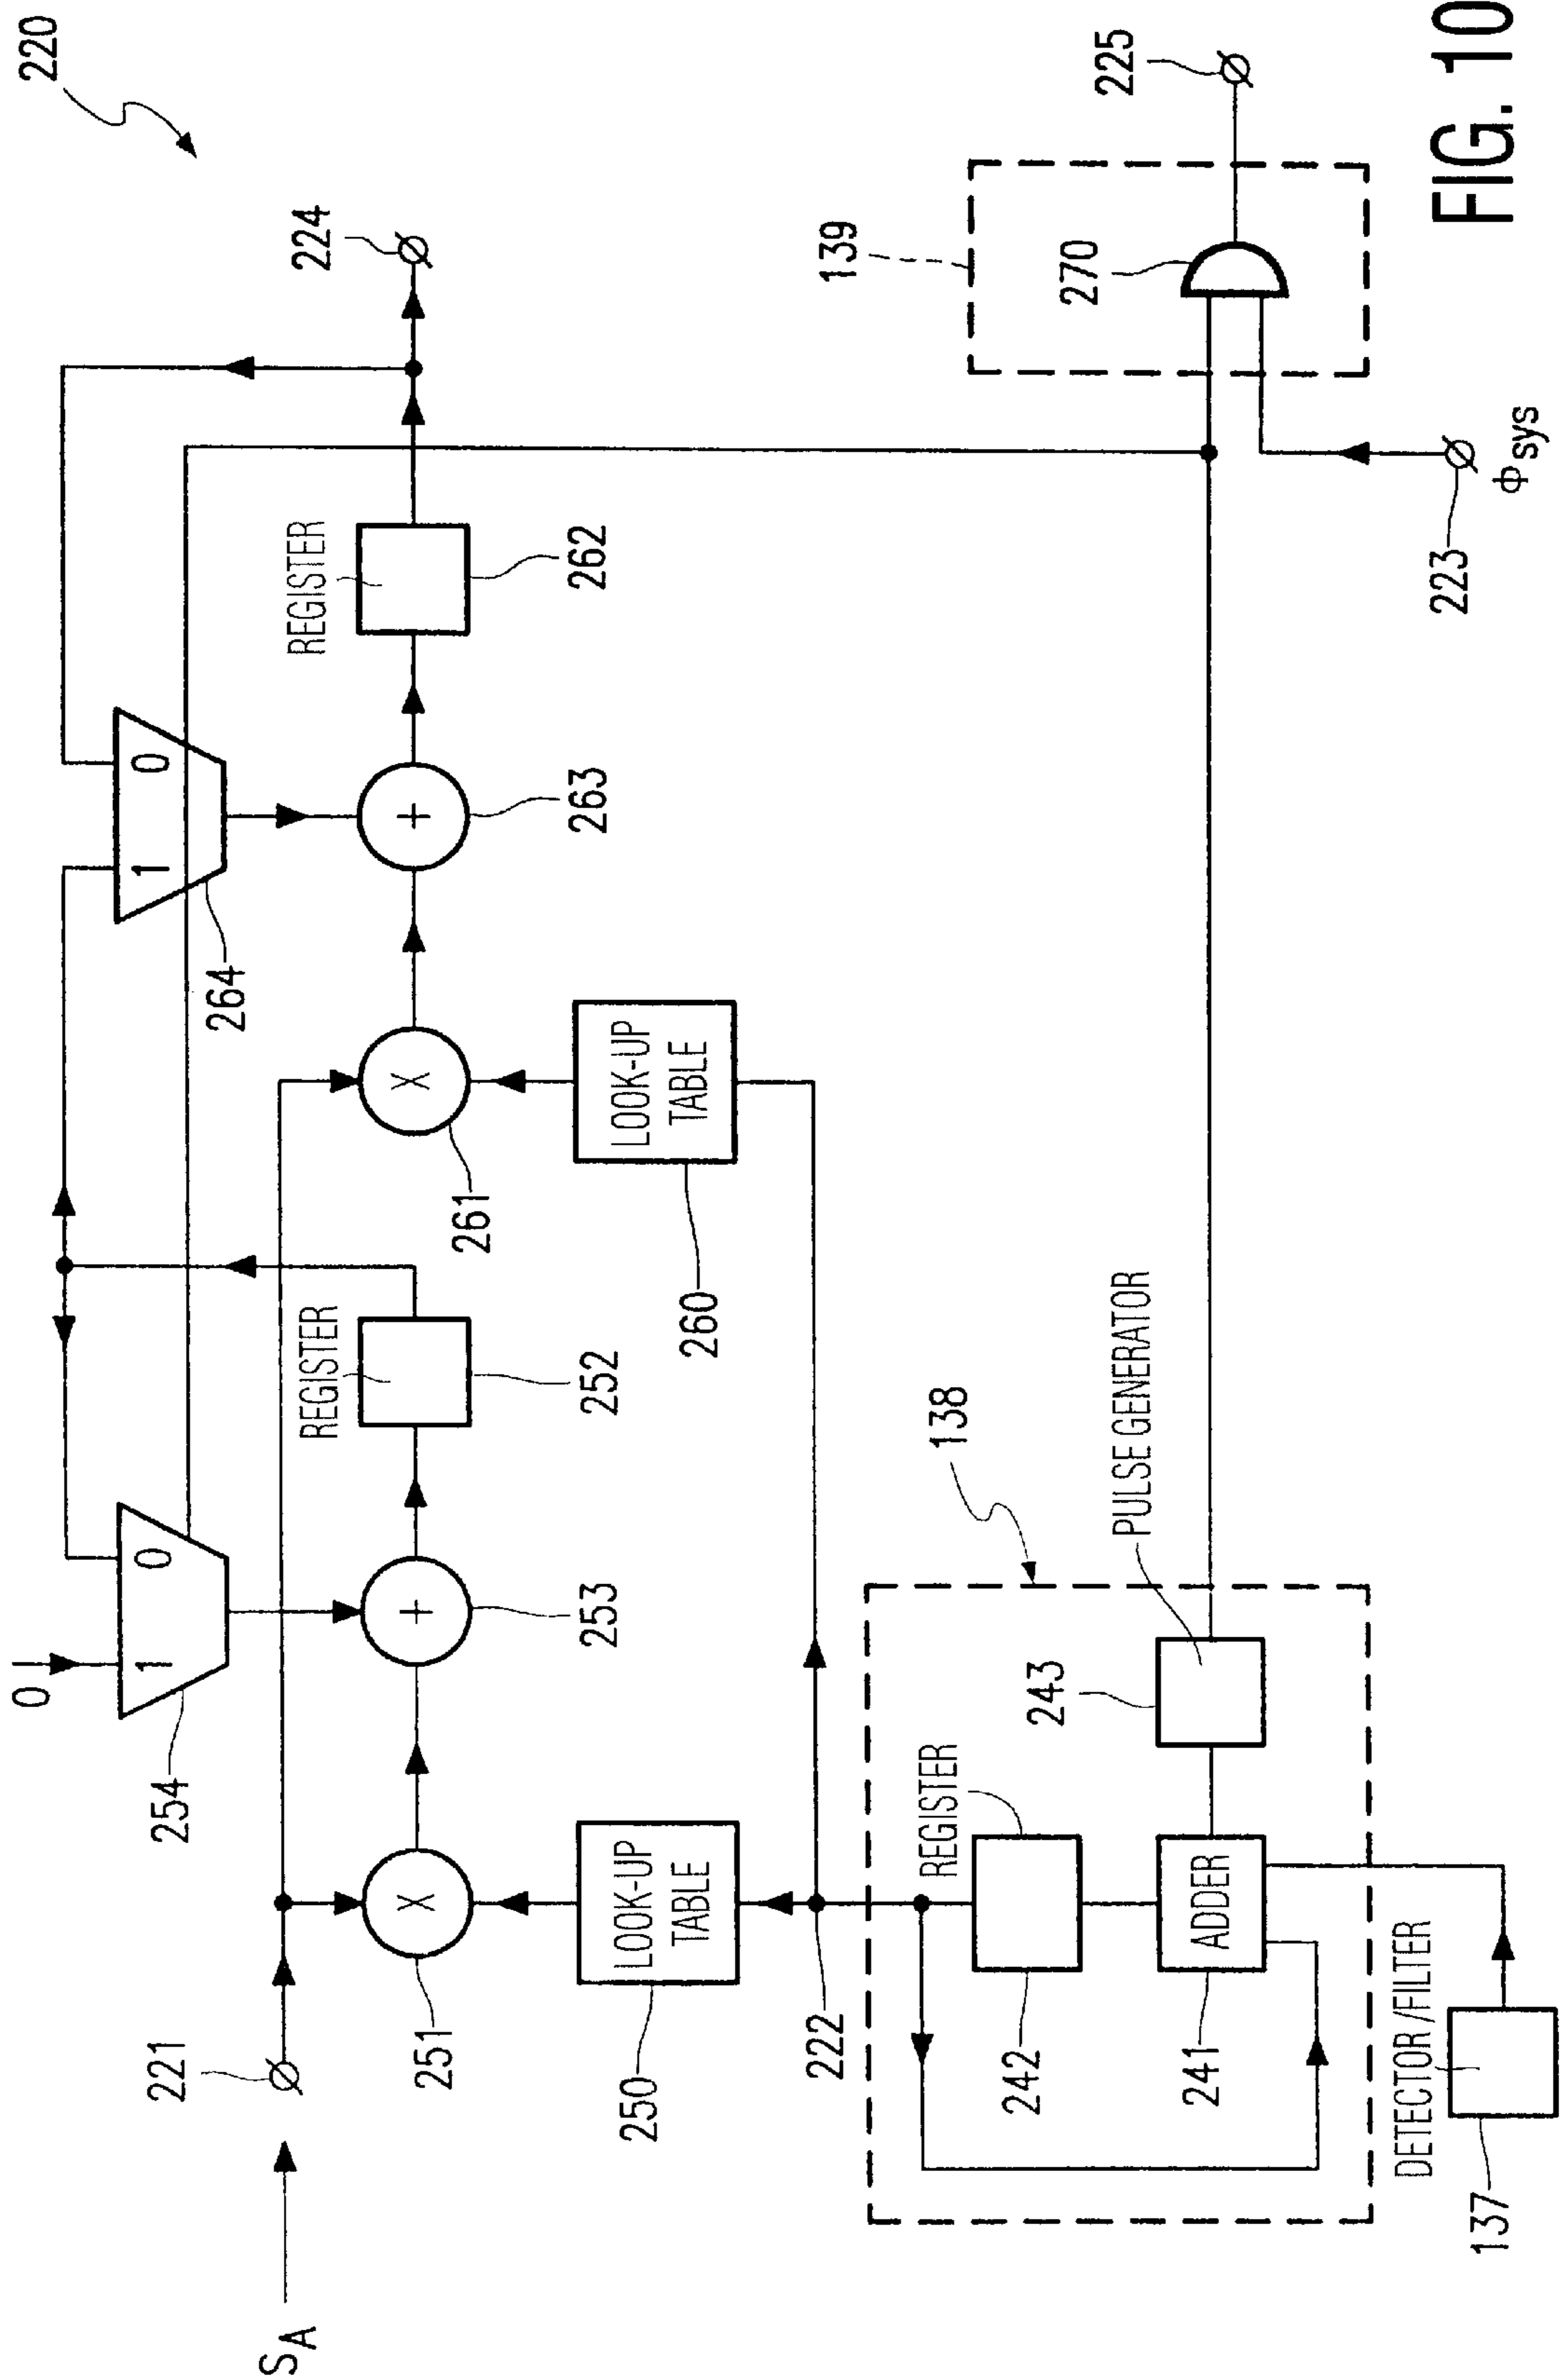 220
0
1
0
254
1
0
264
S_A
221
X
251
+
253
REGISTER
252
X
261
+
263
REGISTER
262
224
LOOK-UP
TABLE
250
LOOK-UP
TABLE
260
222
138
REGISTER
242
ADDER
241
243
PULSE GENERATOR
DETECTOR/FILTER
137
139
270
225
223
Φsys
FIG. 10